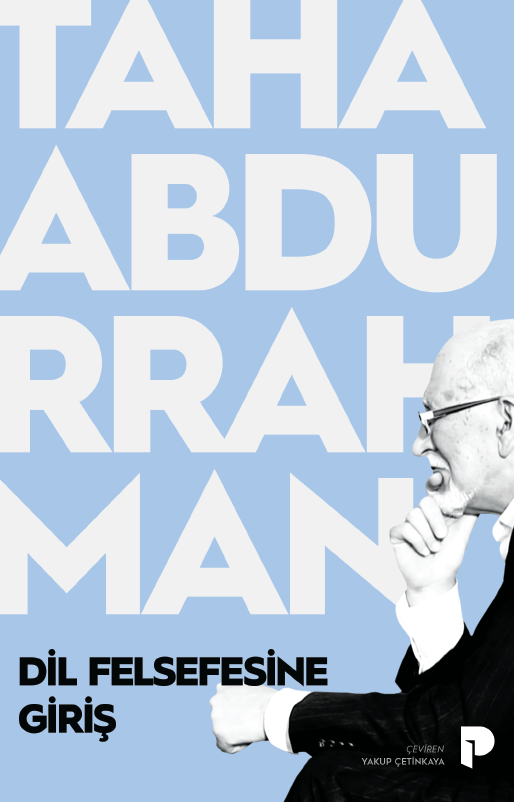 TAHA
ABDU
RRAH
MAN
DİL FELSEFESİNE
GİRİŞ
ÇEVİREN
YAKUP ÇETİNKAYA